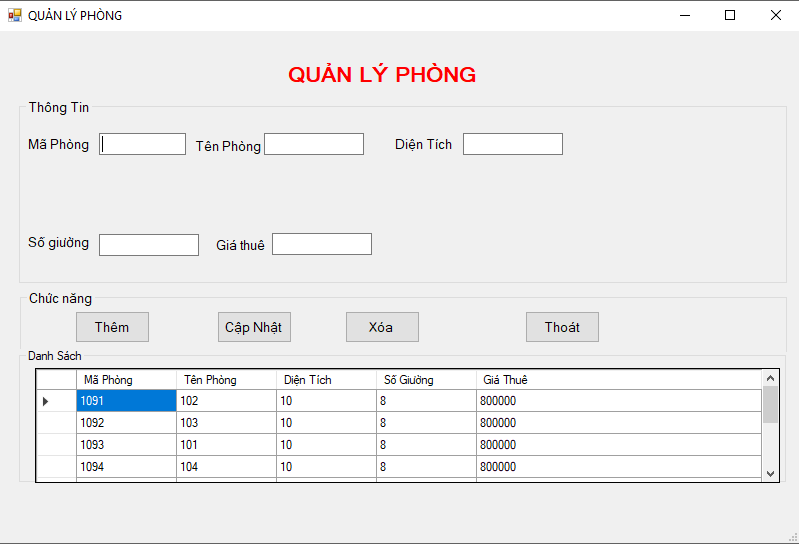 QUẢN LÝ PHÒNG
QUẢN LÝ PHÒNG
Thông Tin
Mã Phòng Tên Phòng Diện Tích
Số giường Giá thuê
Chức năng
Thêm Cập Nhật Xóa Thoát
Danh Sách
Mã Phòng Tên Phòng Diện Tích Số Giường Giá Thuê
1091 102 10 8 800000
1092 103 10 8 800000
1093 101 10 8 800000
1094 104 10 8 800000